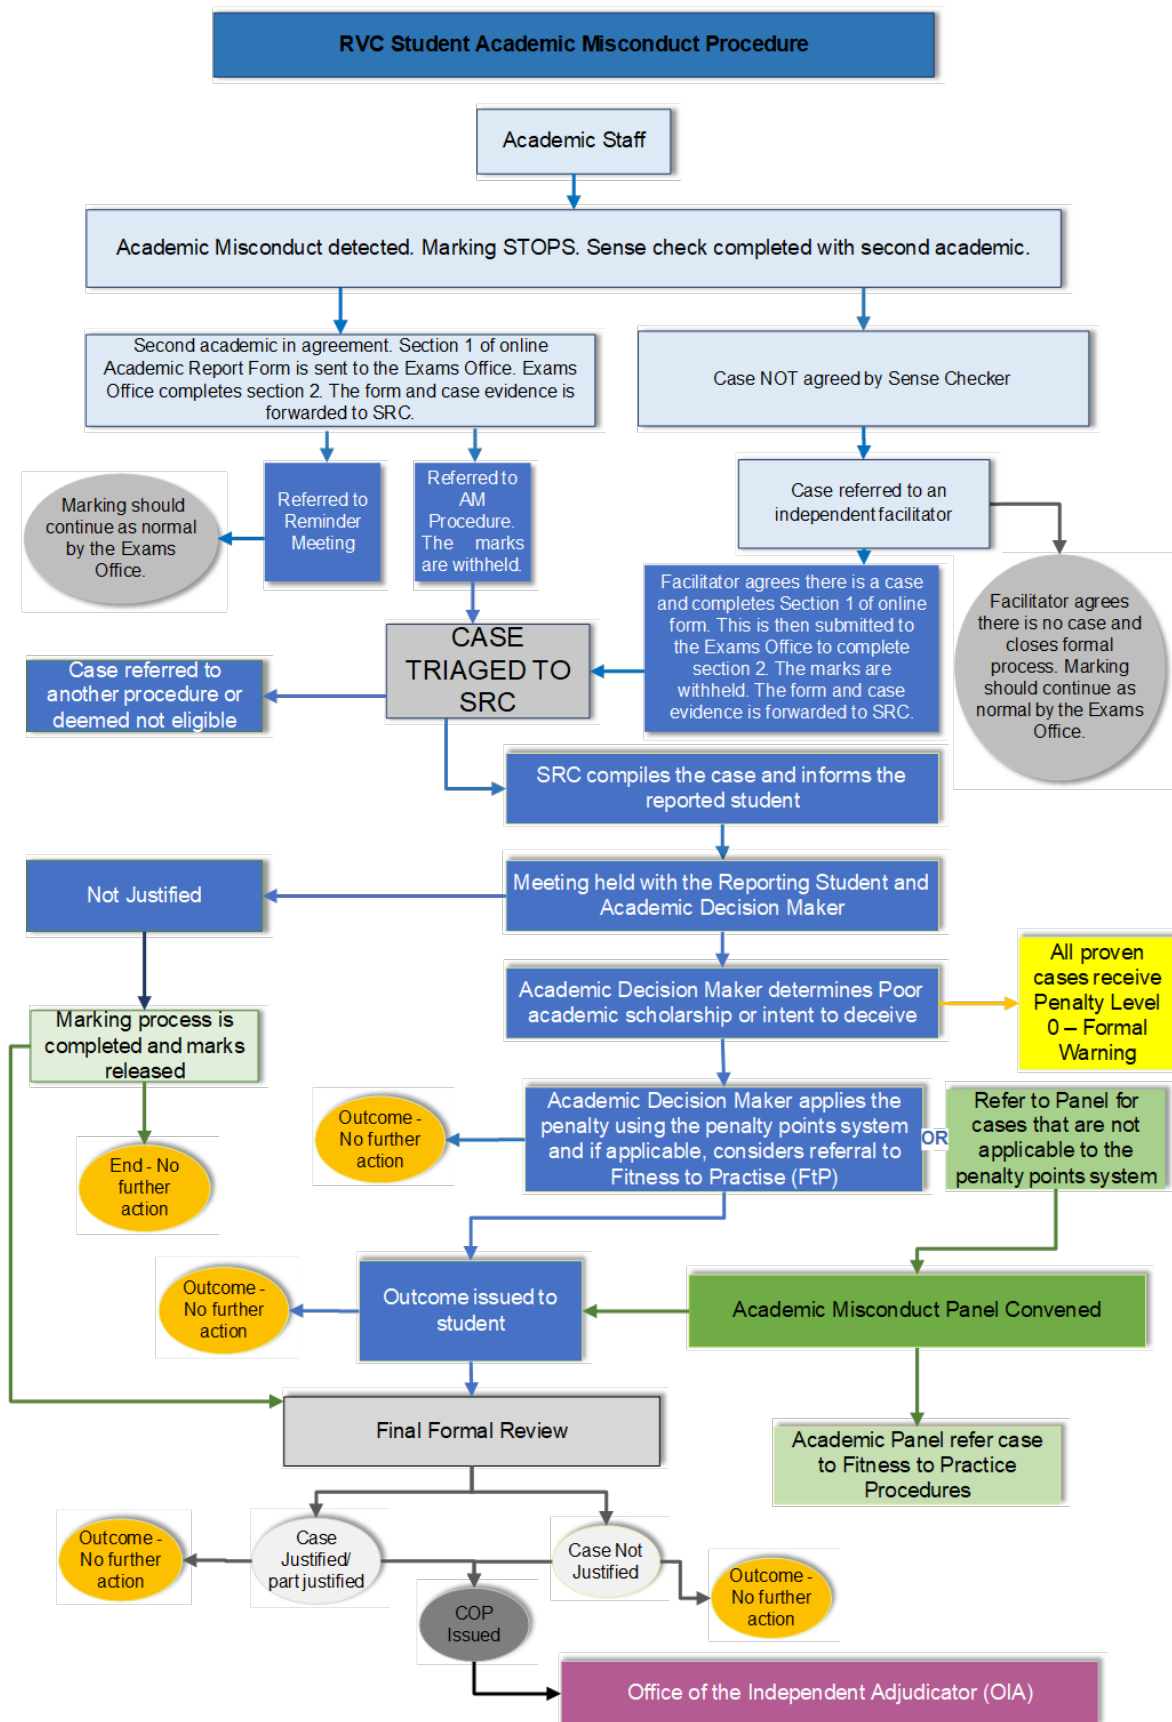 RVC Student Academic Misconduct Procedure
Academic Staff
Academic Misconduct detected. Marking STOPS. Sense check completed with second academic.
Second academic in agreement. Section 1 of online
Academic Report Form is sent to the Exams Office. Exams
Office completes section 2. The form and case evidence is
forwarded to SRC.
Case NOT agreed by Sense Checker
Marking should
continue as normal
by the Exams
Office.
Referred to
Reminder
Meeting
Referred to
AM
Procedure.
The marks
are withheld.
Case referred to an
independent facilitator
Facilitator agrees there is a case
and completes Section 1 of online
form. This is then submitted to
the Exams Office to complete
section 2. The marks are
withheld. The form and case
evidence is forwarded to SRC.
Facilitator agrees
there is no case and
closes formal
process. Marking
should continue as
normal by the Exams
Office.
CASE
TRIAGED TO
SRC
Case referred to
another procedure or
deemed not eligible
SRC compiles the case and informs the
reported student
Not Justified
Meeting held with the Reporting Student and
Academic Decision Maker
Academic Decision Maker determines Poor
academic scholarship or intent to deceive
All proven
cases receive
Penalty Level
0 – Formal
Warning
Marking process is
completed and marks
released
Outcome -
No further
action
Academic Decision Maker applies the
penalty using the penalty points system
and if applicable, considers referral to
Fitness to Practise (FtP)
OR
Refer to Panel for
cases that are not
applicable to the
penalty points system
End - No
further
action
Outcome -
No further
action
Outcome issued to
student
Academic Misconduct Panel Convened
Final Formal Review
Academic Panel refer case
to Fitness to Practice
Procedures
Outcome -
No further
action
Case
Justified/
part justified
Case Not
Justified
Outcome -
No further
action
COP
Issued
Office of the Independent Adjudicator (OIA)